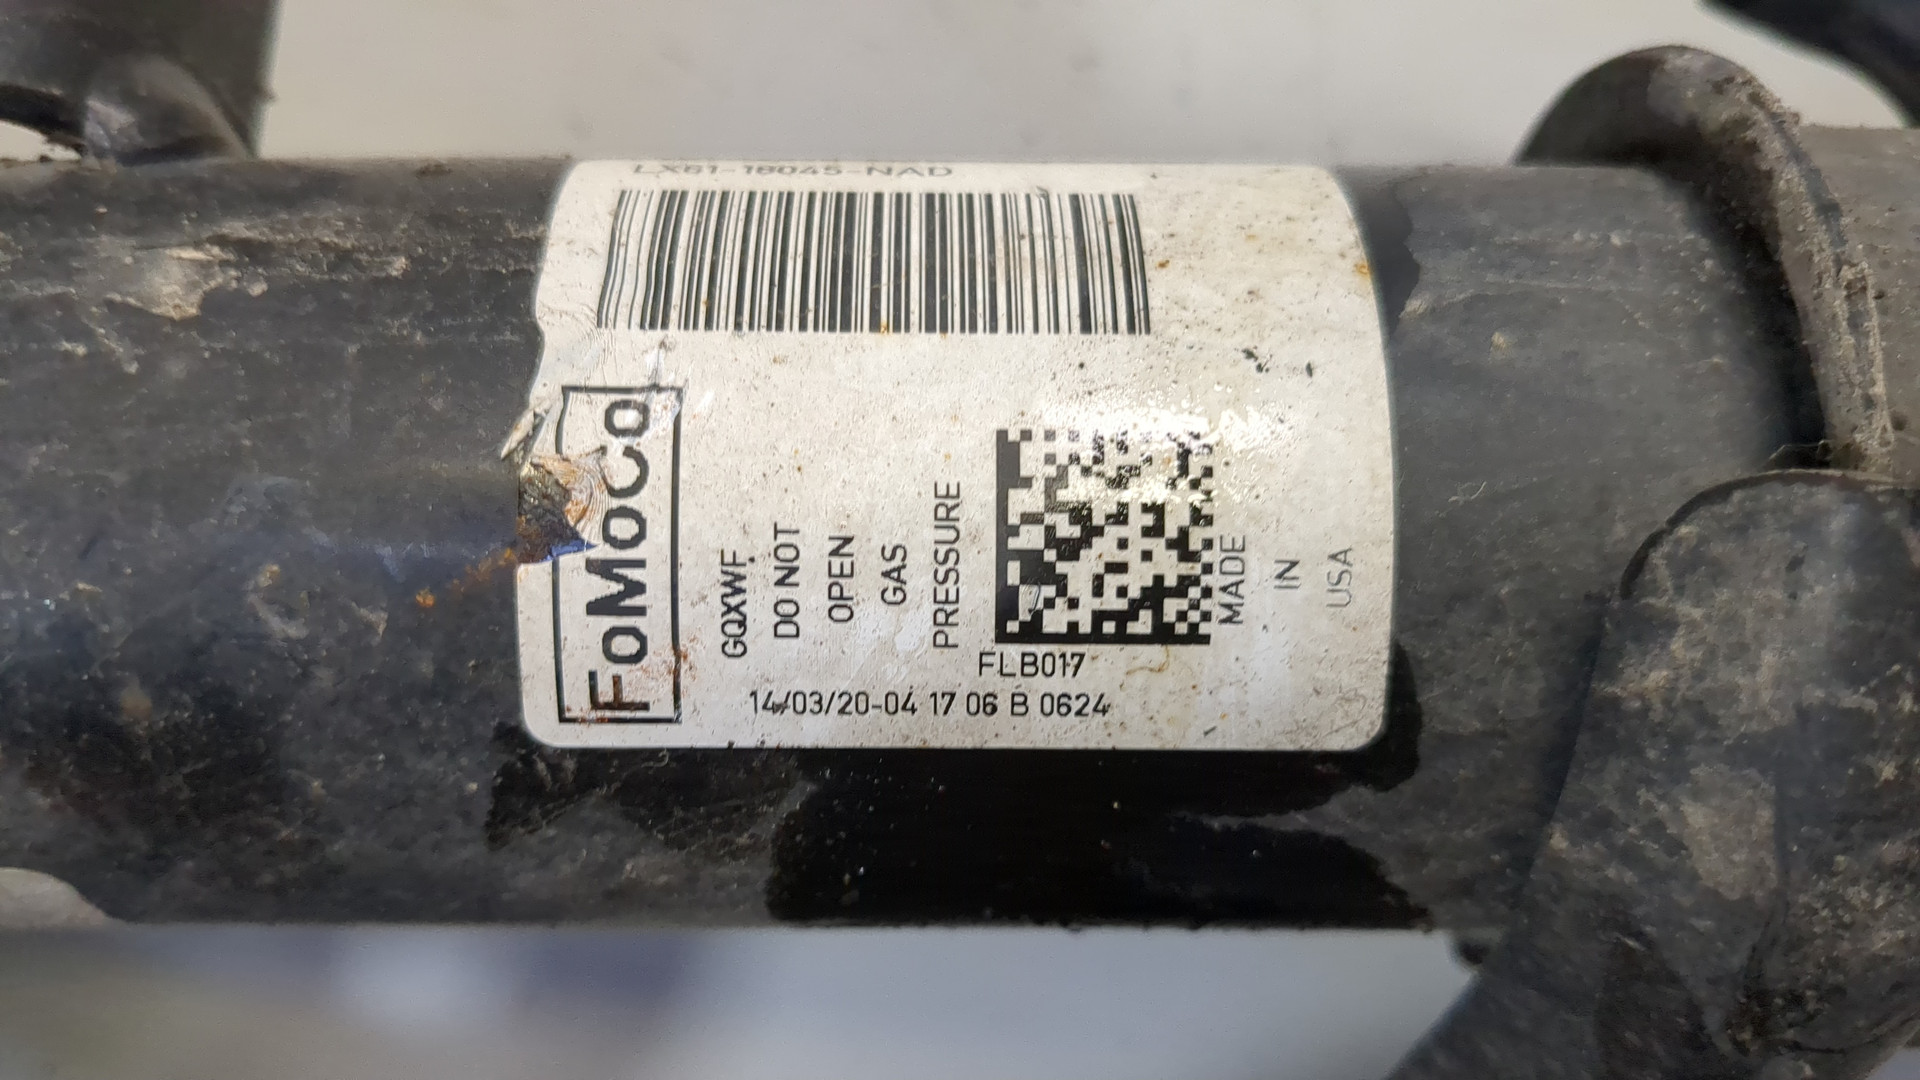 LX61-18045-NAD
FoMoCo
GQXWF
DO NOT
OPEN
GAS
PRESSURE
MADE
IN
USA
FLB017
14/03/20-04 17 06 B 0624